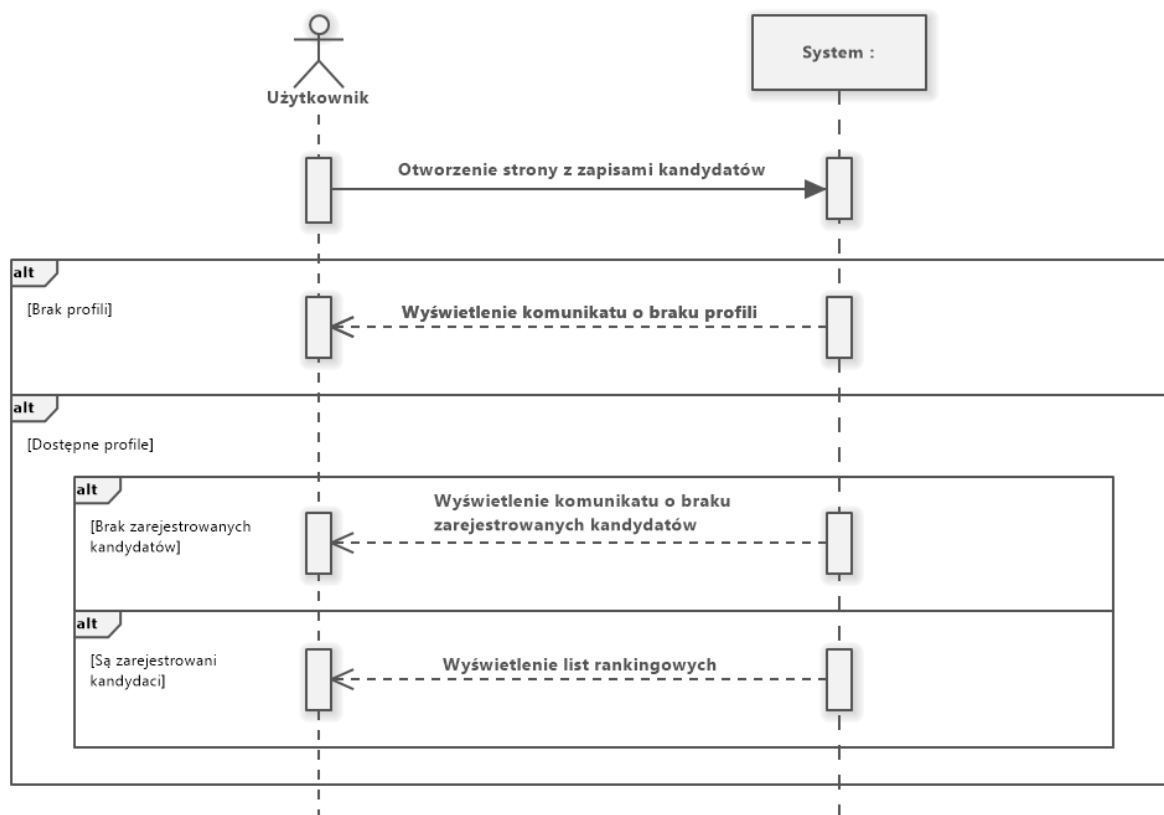 Użytkownik
System :
Otworzenie strony z zapisami kandydatów
alt
[Brak profili]
Wyświetlenie komunikatu o braku profili
alt
[Dostępne profile]
alt
[Brak zarejestrowanych
kandydatów]
Wyświetlenie komunikatu o braku
zarejestrowanych kandydatów
alt
[Są zarejestrowani
kandydaci]
Wyświetlenie list rankingowych